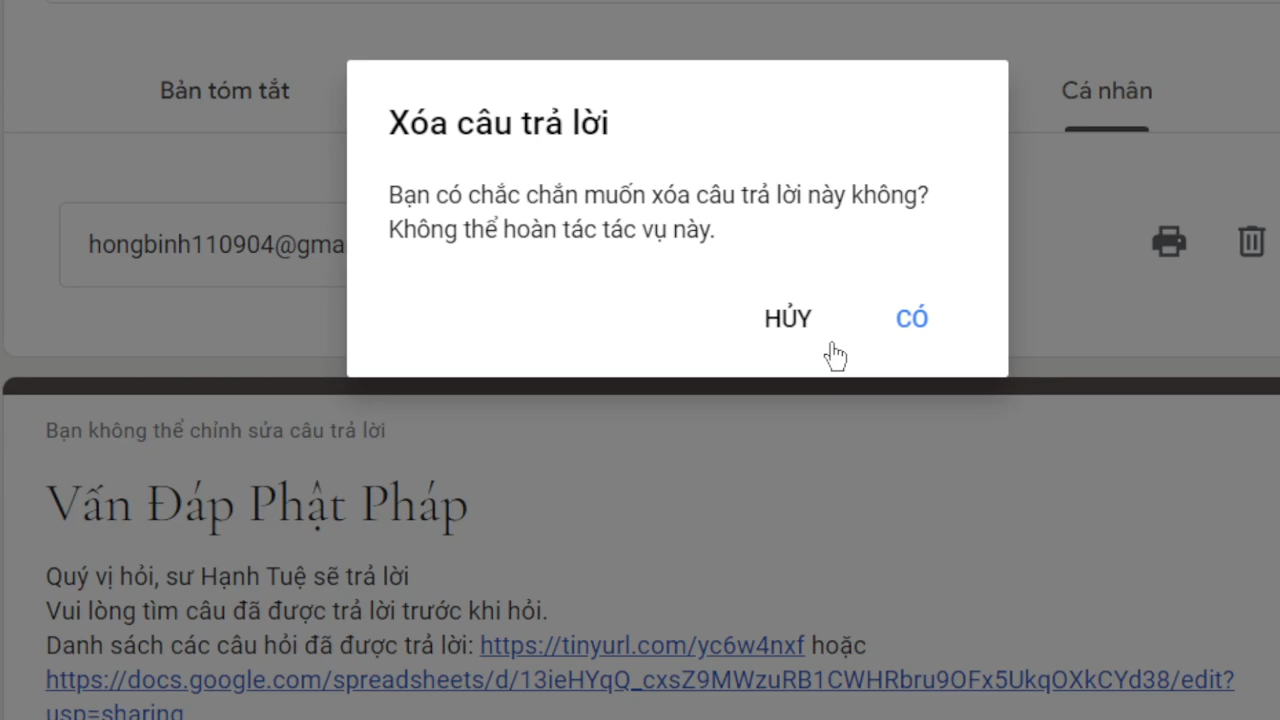 Bản tóm tắt
Cá nhân
Xóa câu trả lời
Bạn có chắc chắn muốn xóa câu trả lời này không?
Không thể hoàn tác tác vụ này.
hongbinh110904@gma
HỦY
CÓ
Bạn không thể chỉnh sửa câu trả lời
Vấn Đáp Phật Pháp
Quý vị hỏi, sư Hạnh Tuệ sẽ trả lời
Vui lòng tìm câu đã được trả lời trước khi hỏi.
Danh sách các câu hỏi đã được trả lời: https://tinyurl.com/yc6w4nxf hoặc
https://docs.google.com/spreadsheets/d/13ieHYqQ_cxsZ9MWzuRB1CWHRbru9OFx5UkqOXkCYd38/edit?
usp=sharing